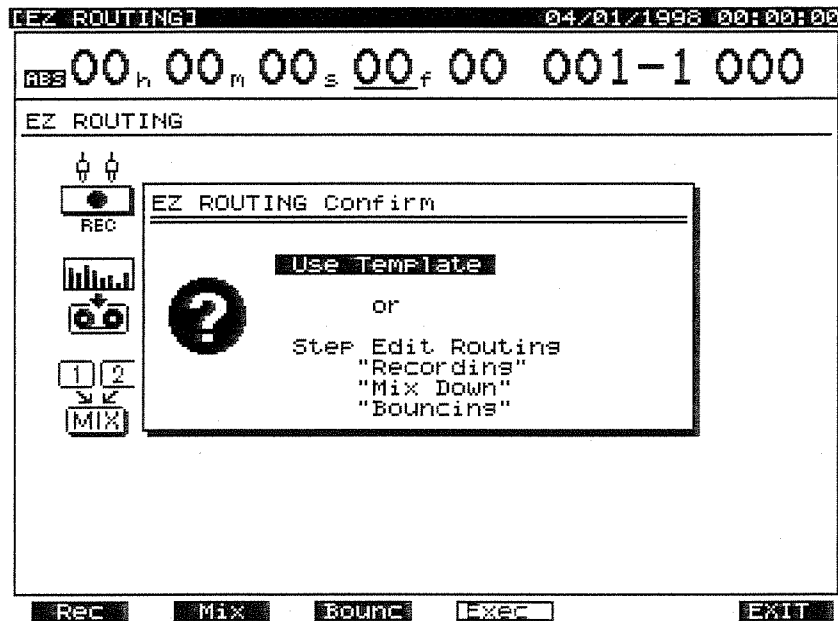 [EZ ROUTING] 04/01/1998 00:00:00
ABS 00h 00m 00s 00f 00 001-1 000
EZ ROUTING
REC
EZ ROUTING Confirm
Use Template
or
Step Edit Routing
"Recording"
"Mix Down"
"Bouncing"
1 2
MIX
Rec Mix Bounc Exec EXIT